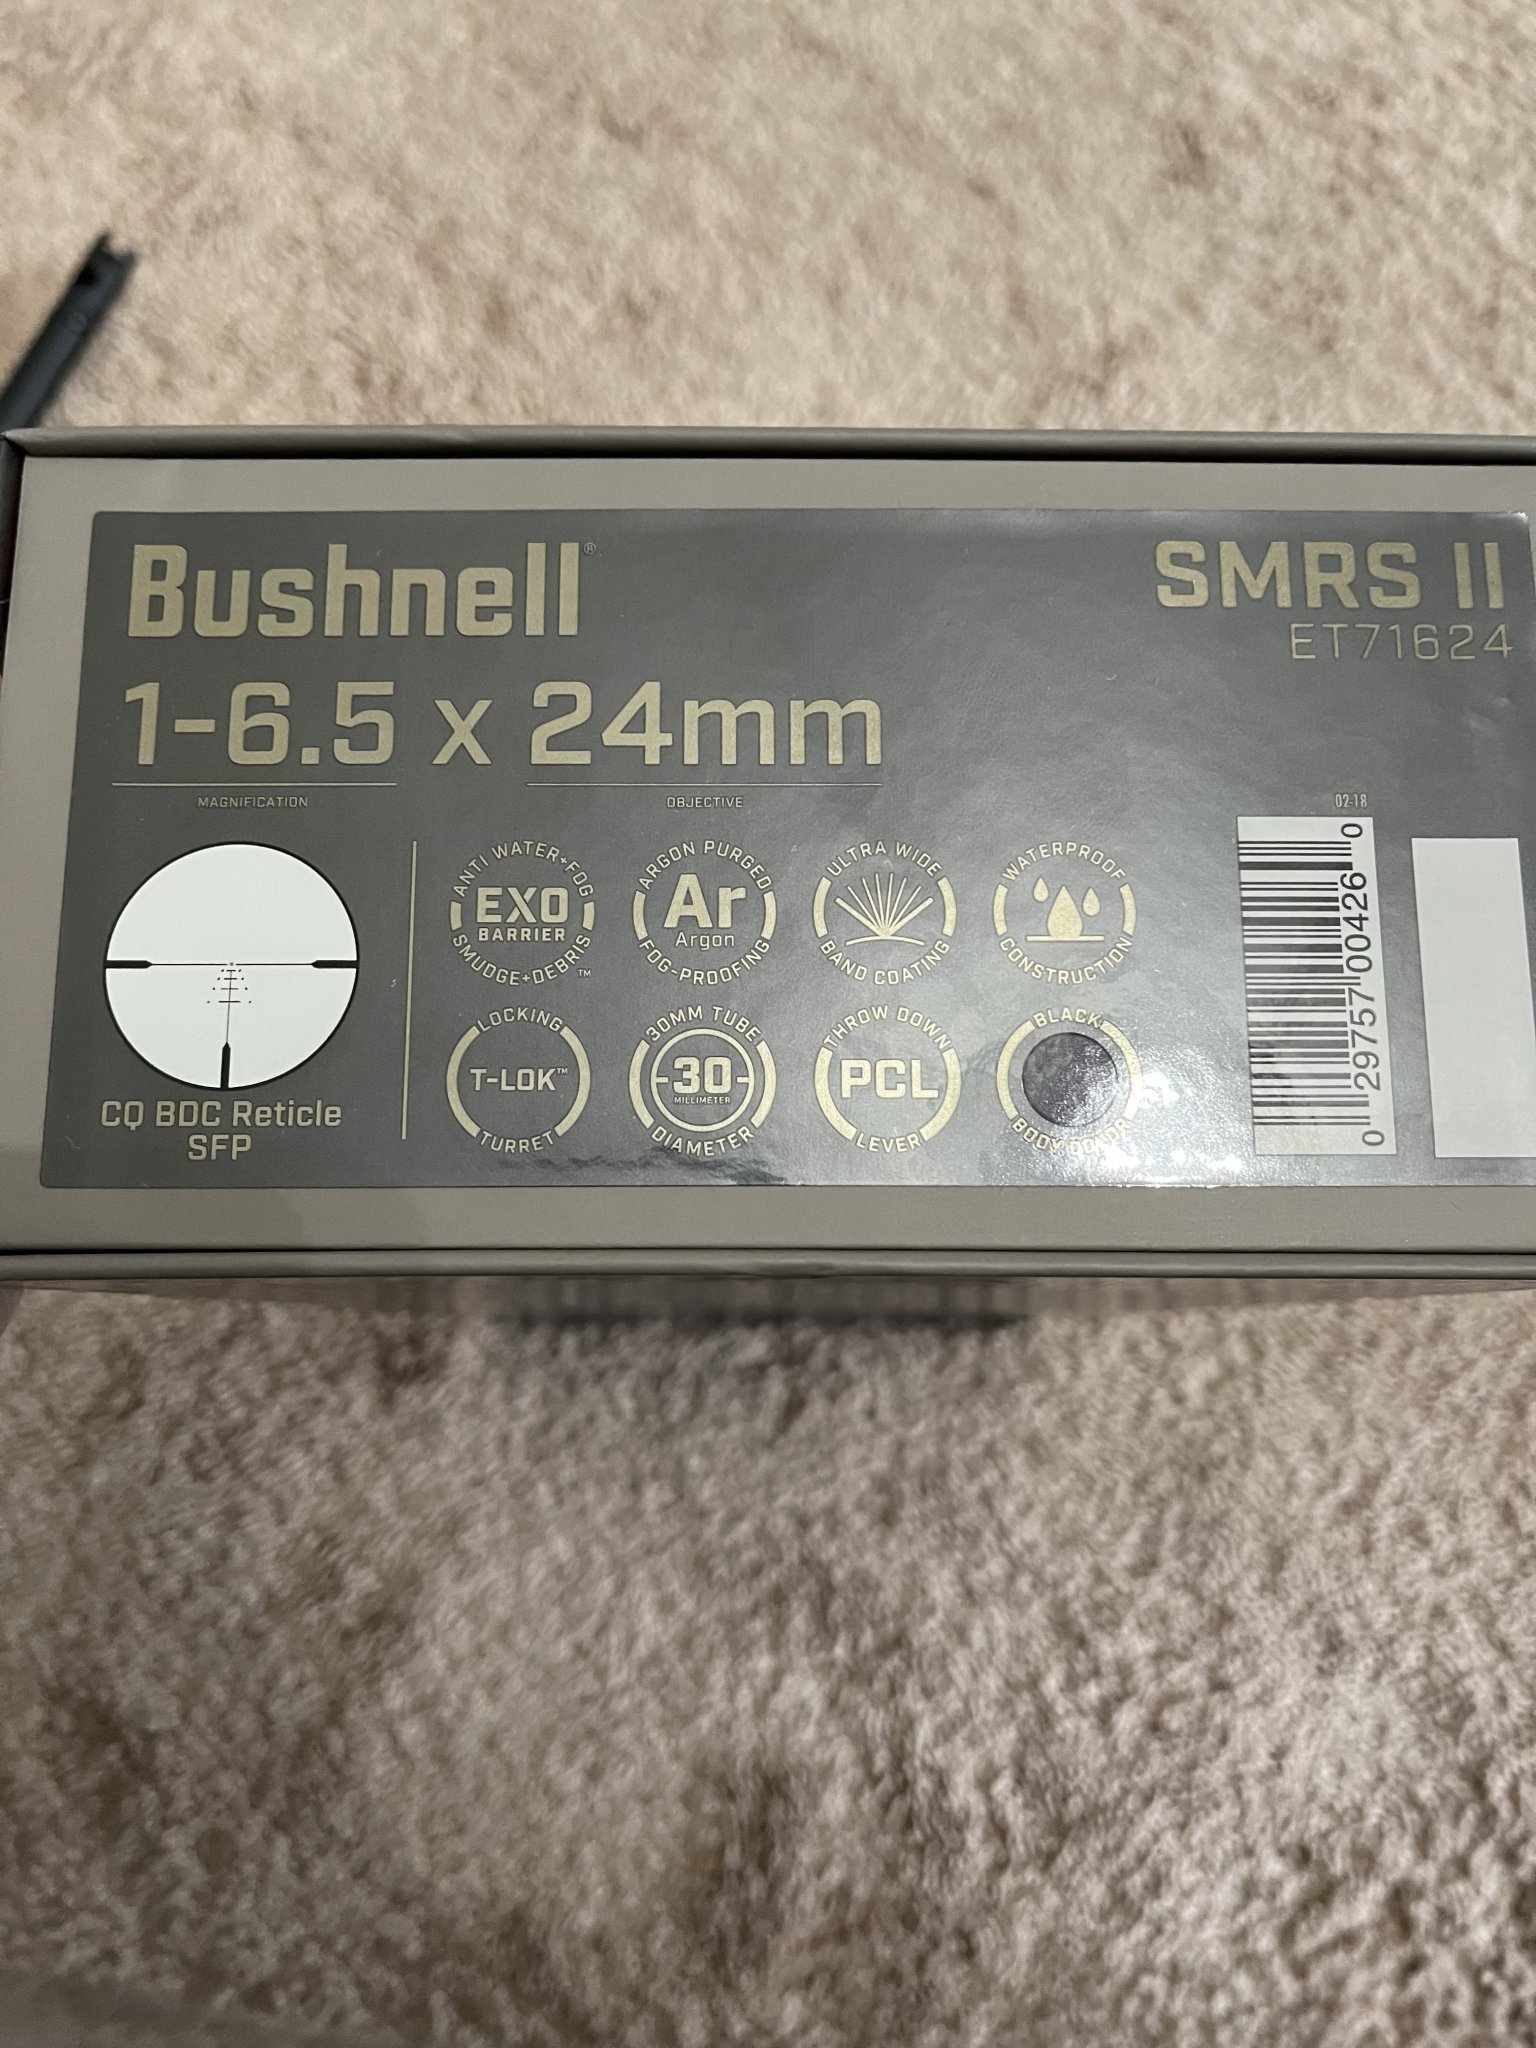 Bushnell®
SMRS II
ET71624
1-6.5 x 24mm
MAGNIFICATION
OBJECTIVE
02-18
ANTI WATER+FOG
EXO
BARRIER
SMUDGE+DEBRIS™
ARGON PURGED
Ar
Argon
FOG-PROOFING
ULTRA WIDE
BAND COATING
WATERPROOF
CONSTRUCTION
0 29757 00426 0
CQ BDC Reticle
SFP
LOCKING
T-LOK™
TURRET
30MM TUBE
30
MILLIMETER
DIAMETER
THROW DOWN
PCL
LEVER
BLACK
BODY